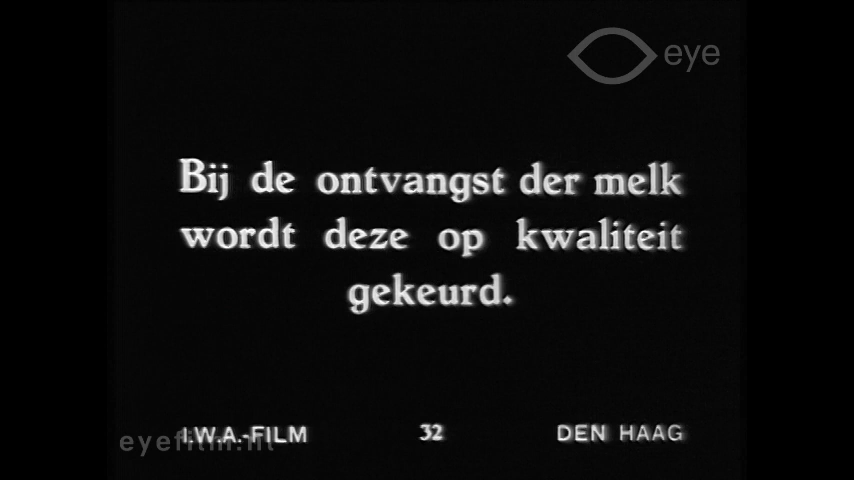 eye
Bij de ontvangst der melk
wordt deze op kwaliteit
gekeurd.
I.W.A.-FILM 32 DEN HAAG
eyefilm.nl